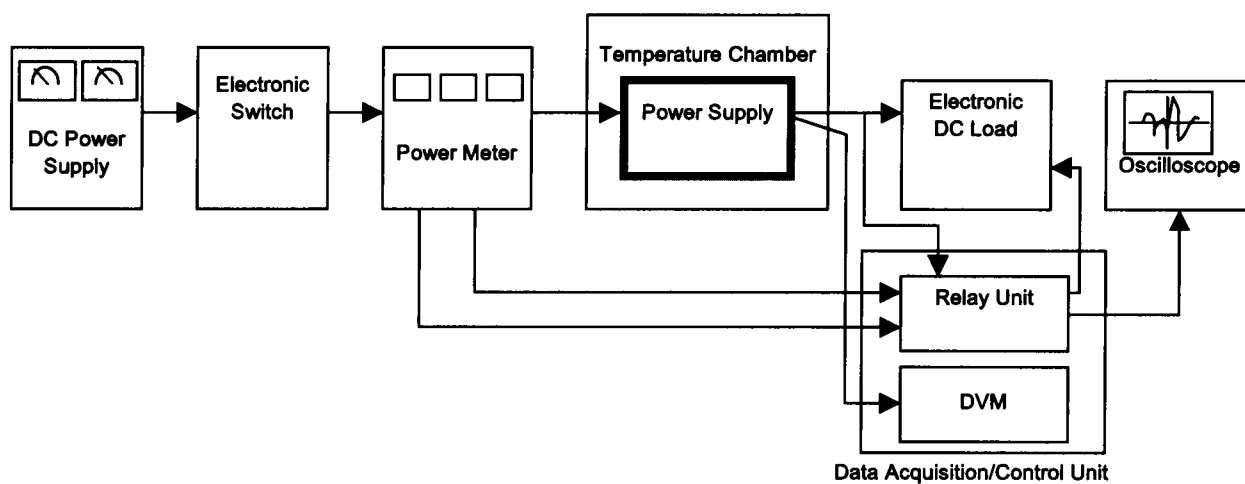 DC Power
Supply
Electronic
Switch
Power Meter
Temperature Chamber
Power Supply
Electronic
DC Load
Oscilloscope
Relay Unit
DVM
Data Acquisition/Control Unit